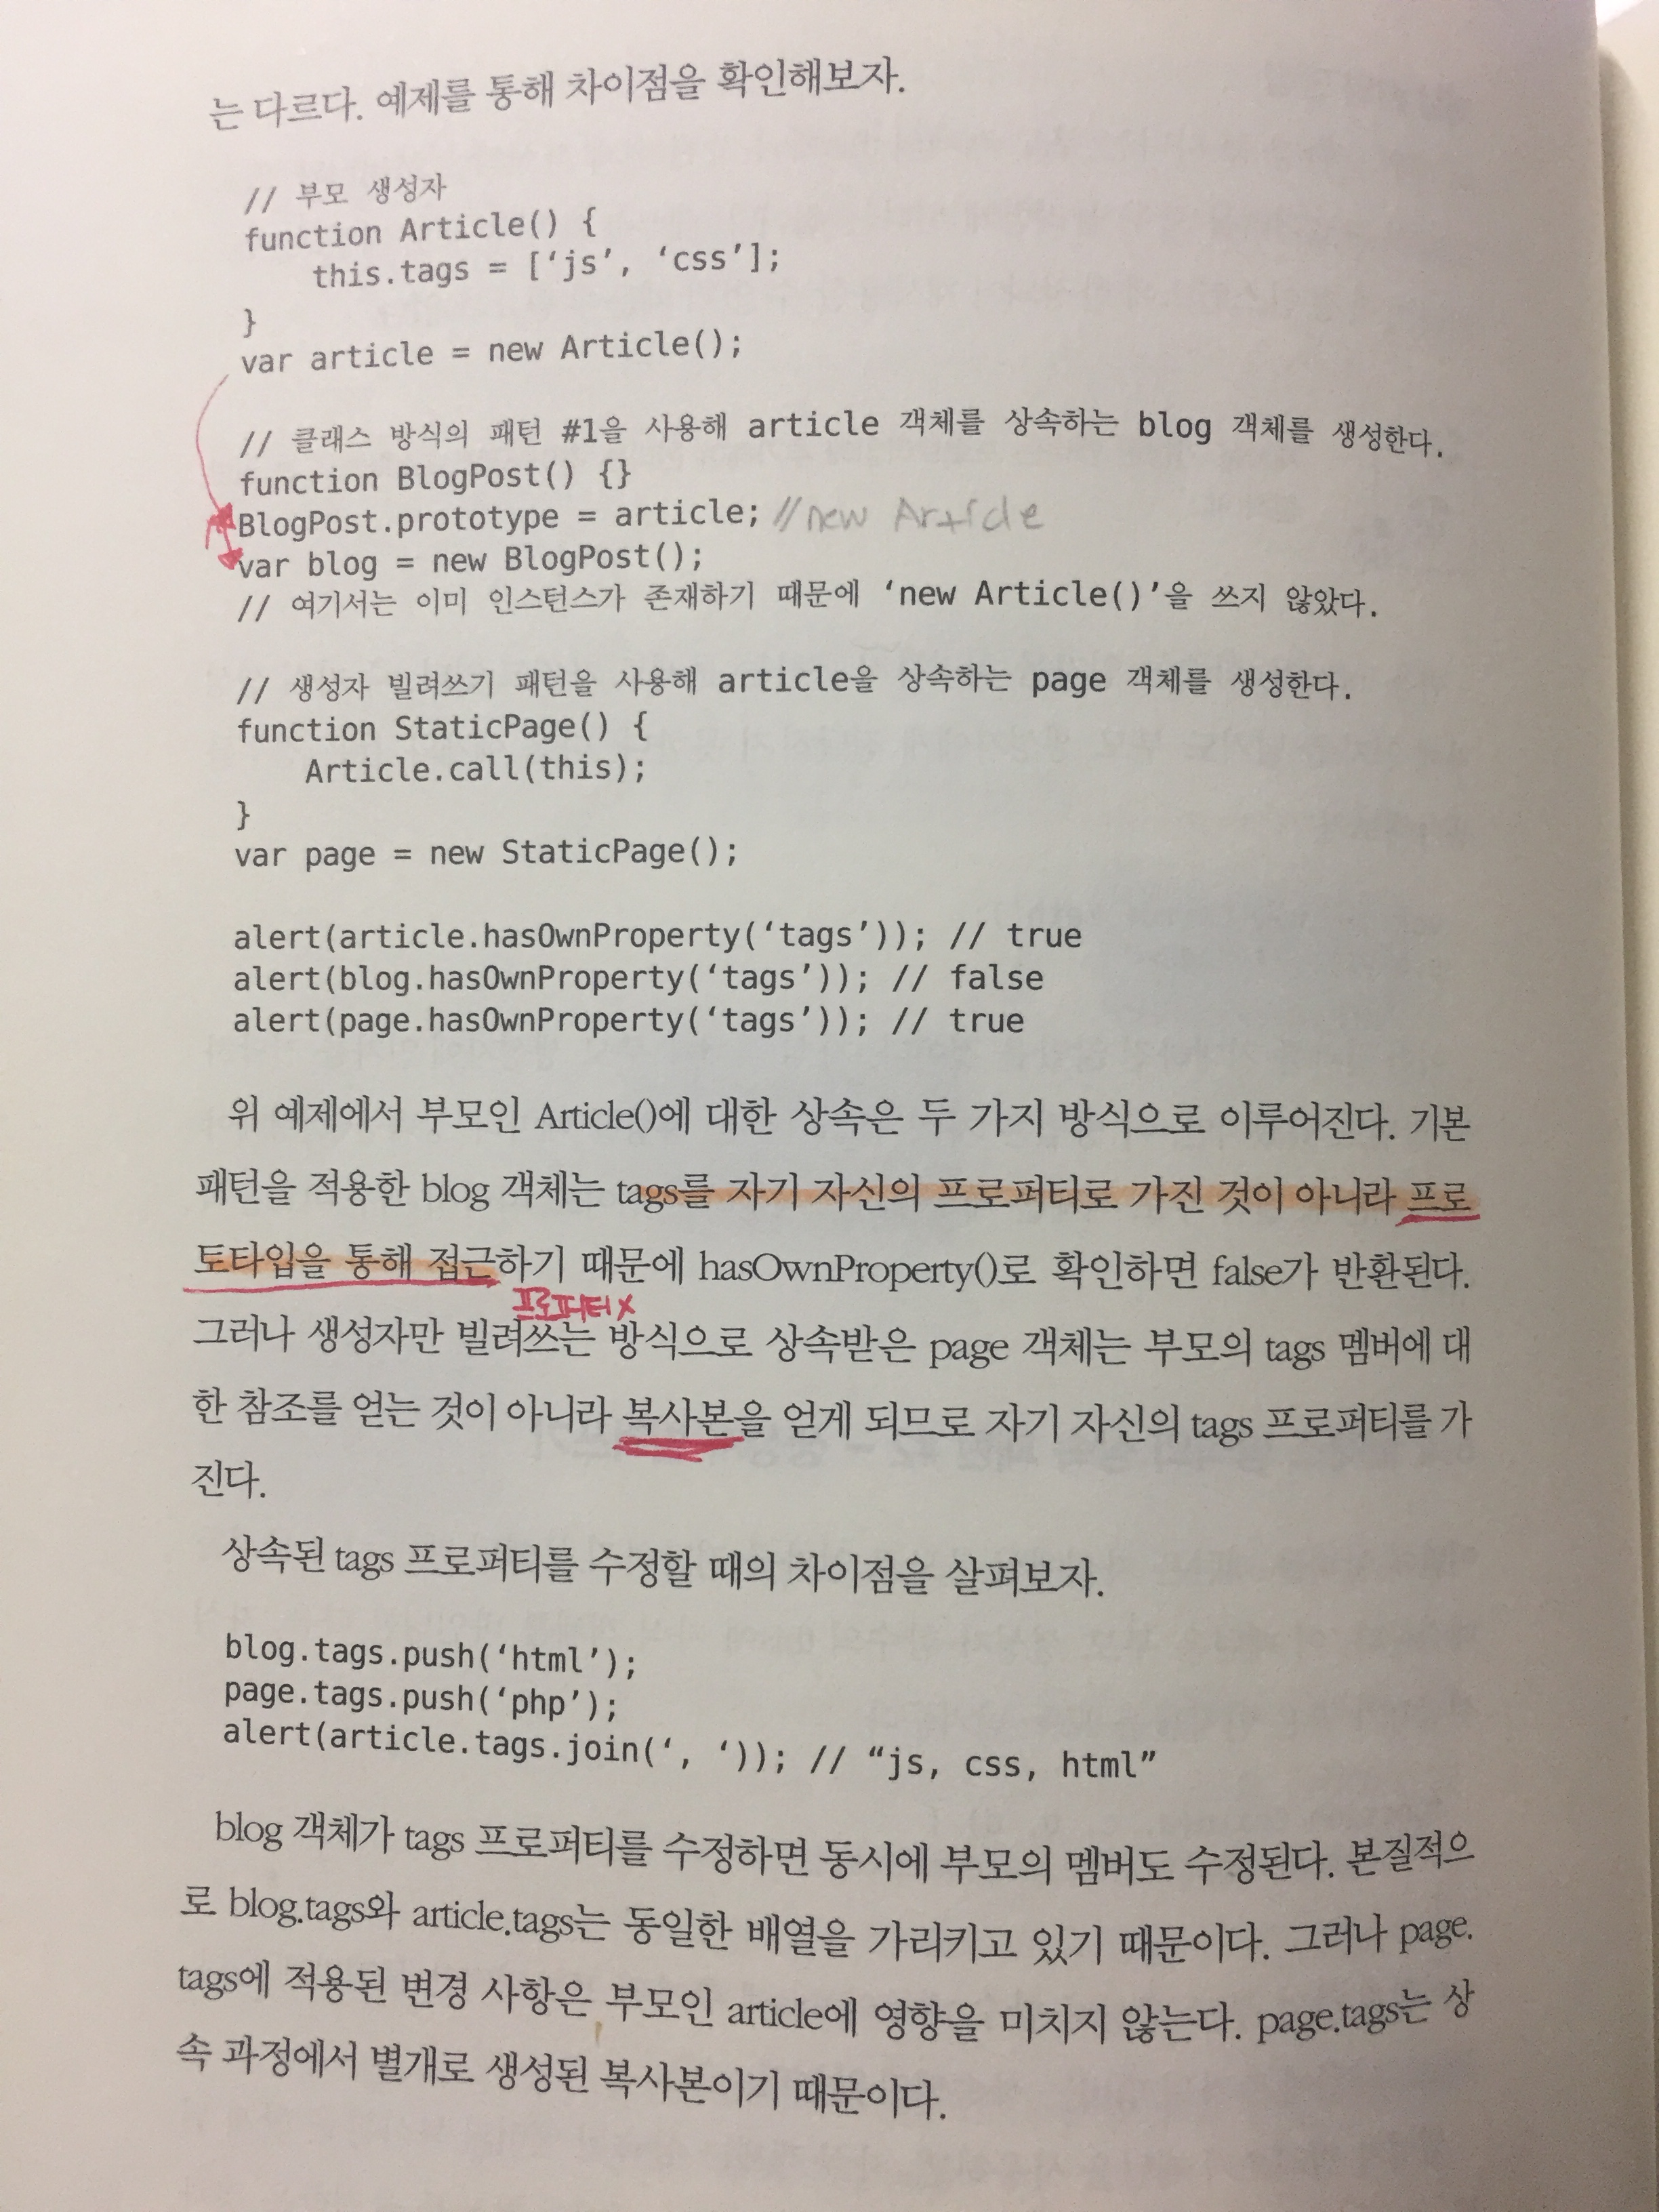 는 다르다. 예제를 통해 차이점을 확인해보자.
// 부모 생성자
function Article() {
    this.tags = [‘js’, ‘css’];
}
var article = new Article();
// 클래스 방식의 패턴 #1을 사용해 article 객체를 상속하는 blog 객체를 생성한다.
function BlogPost() {}
BlogPost.prototype = article; //new Article
var blog = new BlogPost();
// 여기서는 이미 인스턴스가 존재하기 때문에 ‘new Article()’을 쓰지 않았다.
// 생성자 빌려쓰기 패턴을 사용해 article을 상속하는 page 객체를 생성한다.
function StaticPage() {
    Article.call(this);
}
var page = new StaticPage();
alert(article.hasOwnProperty(‘tags’)); // true
alert(blog.hasOwnProperty(‘tags’)); // false
alert(page.hasOwnProperty(‘tags’)); // true
위 예제에서 부모인 Article()에 대한 상속은 두 가지 방식으로 이루어진다. 기본
패턴을 적용한 blog 객체는 tags를 자기 자신의 프로퍼티로 가진 것이 아니라 프로
토타입을 통해 접근하기 때문에 hasOwnProperty()로 확인하면 false가 반환된다.
프로퍼티 x
그러나 생성자만 빌려쓰는 방식으로 상속받은 page 객체는 부모의 tags 멤버에 대
한 참조를 얻는 것이 아니라 복사본을 얻게 되므로 자기 자신의 tags 프로퍼티를 가
진다.
상속된 tags 프로퍼티를 수정할 때의 차이점을 살펴보자.
blog.tags.push(‘html’);
page.tags.push(‘php’);
alert(article.tags.join(‘, ‘)); // “js, css, html”
blog 객체가 tags 프로퍼티를 수정하면 동시에 부모의 멤버도 수정된다. 본질적으
로 blog.tags와 article.tags는 동일한 배열을 가리키고 있기 때문이다. 그러나 page.
tags에 적용된 변경 사항은 부모인 article에 영향을 미치지 않는다. page.tags는 상
속 과정에서 별개로 생성된 복사본이기 때문이다.